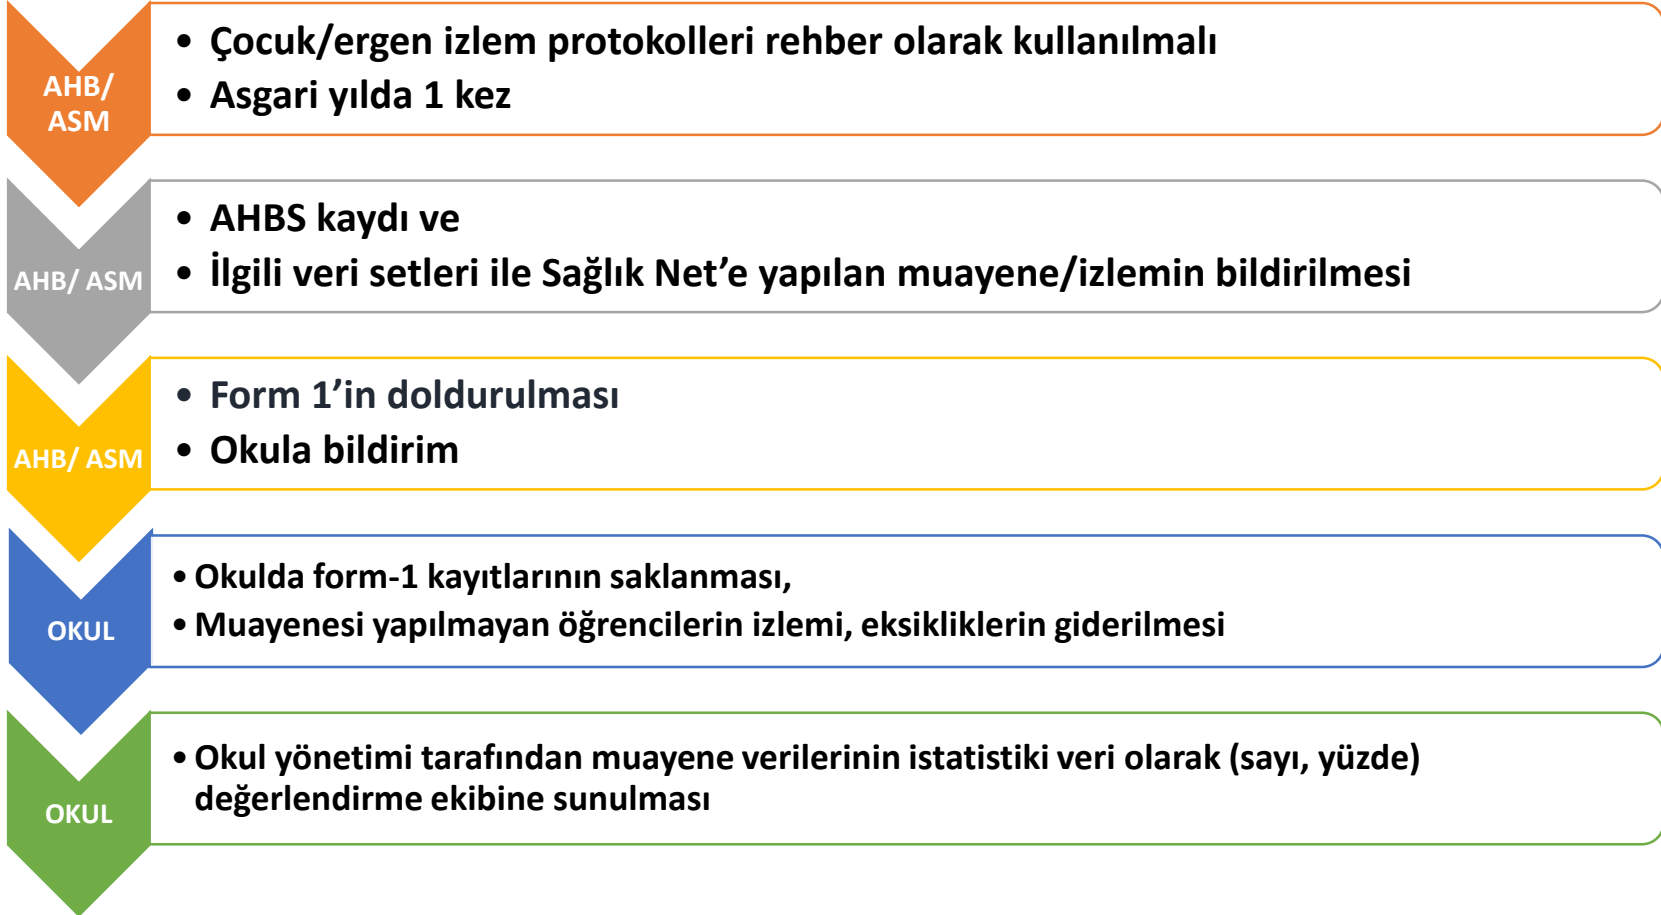 AHB/
ASM
• Çocuk/ergen izlem protokolleri rehber olarak kullanılmalı
• Asgari yılda 1 kez
AHB/ ASM
• AHBS kaydı ve
• İlgili veri setleri ile Sağlık Net’e yapılan muayene/izlemin bildirilmesi
AHB/ ASM
• Form 1’in doldurulması
• Okula bildirim
OKUL
• Okulda form-1 kayıtlarının saklanması,
• Muayenesi yapılmayan öğrencilerin izlemi, eksikliklerin giderilmesi
OKUL
• Okul yönetimi tarafından muayene verilerinin istatistiki veri olarak (sayı, yüzde)
değerlendirme ekibine sunulması